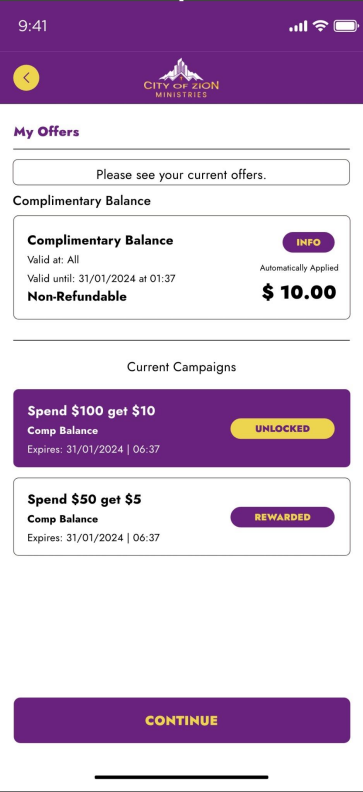 9:41
CITY OF ZION
MINISTRIES
My Offers
Please see your current offers.
Complimentary Balance
Complimentary Balance
INFO
Valid at: All
Automatically Applied
Valid until: 31/01/2024 at 01:37
Non-Refundable
$ 10.00
Current Campaigns
Spend $100 get $10
Comp Balance
UNLOCKED
Expires: 31/01/2024 | 06:37
Spend $50 get $5
Comp Balance
REWARDED
Expires: 31/01/2024 | 06:37
CONTINUE